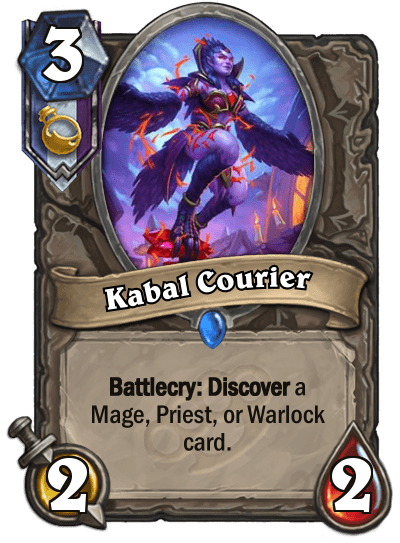 3
Kabal Courier
Battlecry: Discover a
Mage, Priest, or Warlock
card.
2
2